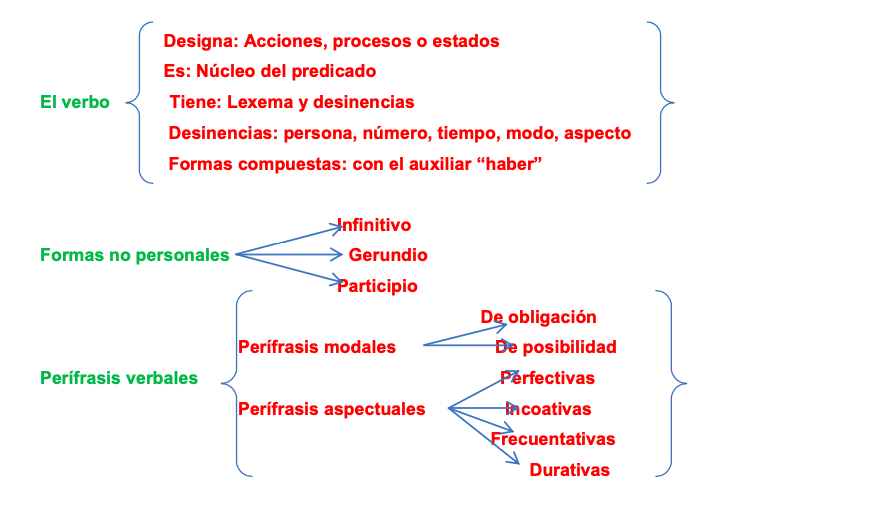 Designa: Acciones, procesos o estados
Es: Núcleo del predicado
El verbo
Tiene: Lexema y desinencias
Desinencias: persona, número, tiempo, modo, aspecto
Formas compuestas: con el auxiliar “haber”
Infinitivo
Formas no personales
Gerundio
Participio
De obligación
Perífrasis modales
De posibilidad
Perífrasis verbales
Perfectivas
Perífrasis aspectuales
Incoativas
Frecuentativas
Durativas